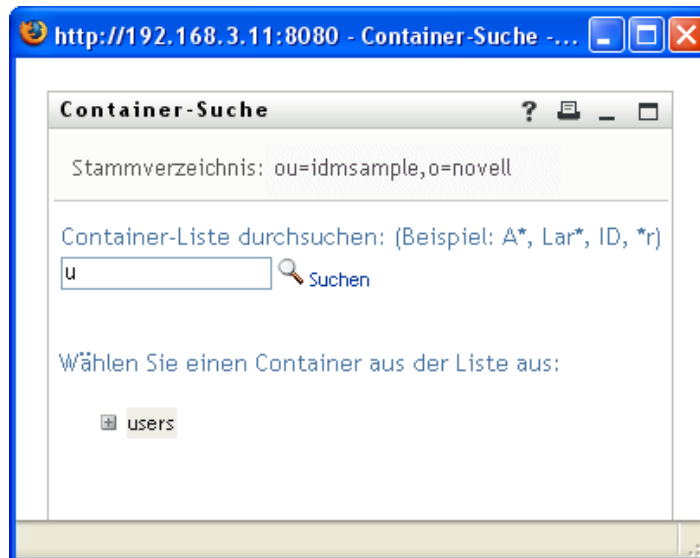 http://192.168.3.11:8080 - Container-Suche -...
Container-Suche
Stammverzeichnis: ou=idmsample,o=novell
Container-Liste durchsuchen: (Beispiel: A*, Lar*, ID, *r)
u Suchen
Wählen Sie einen Container aus der Liste aus:
users